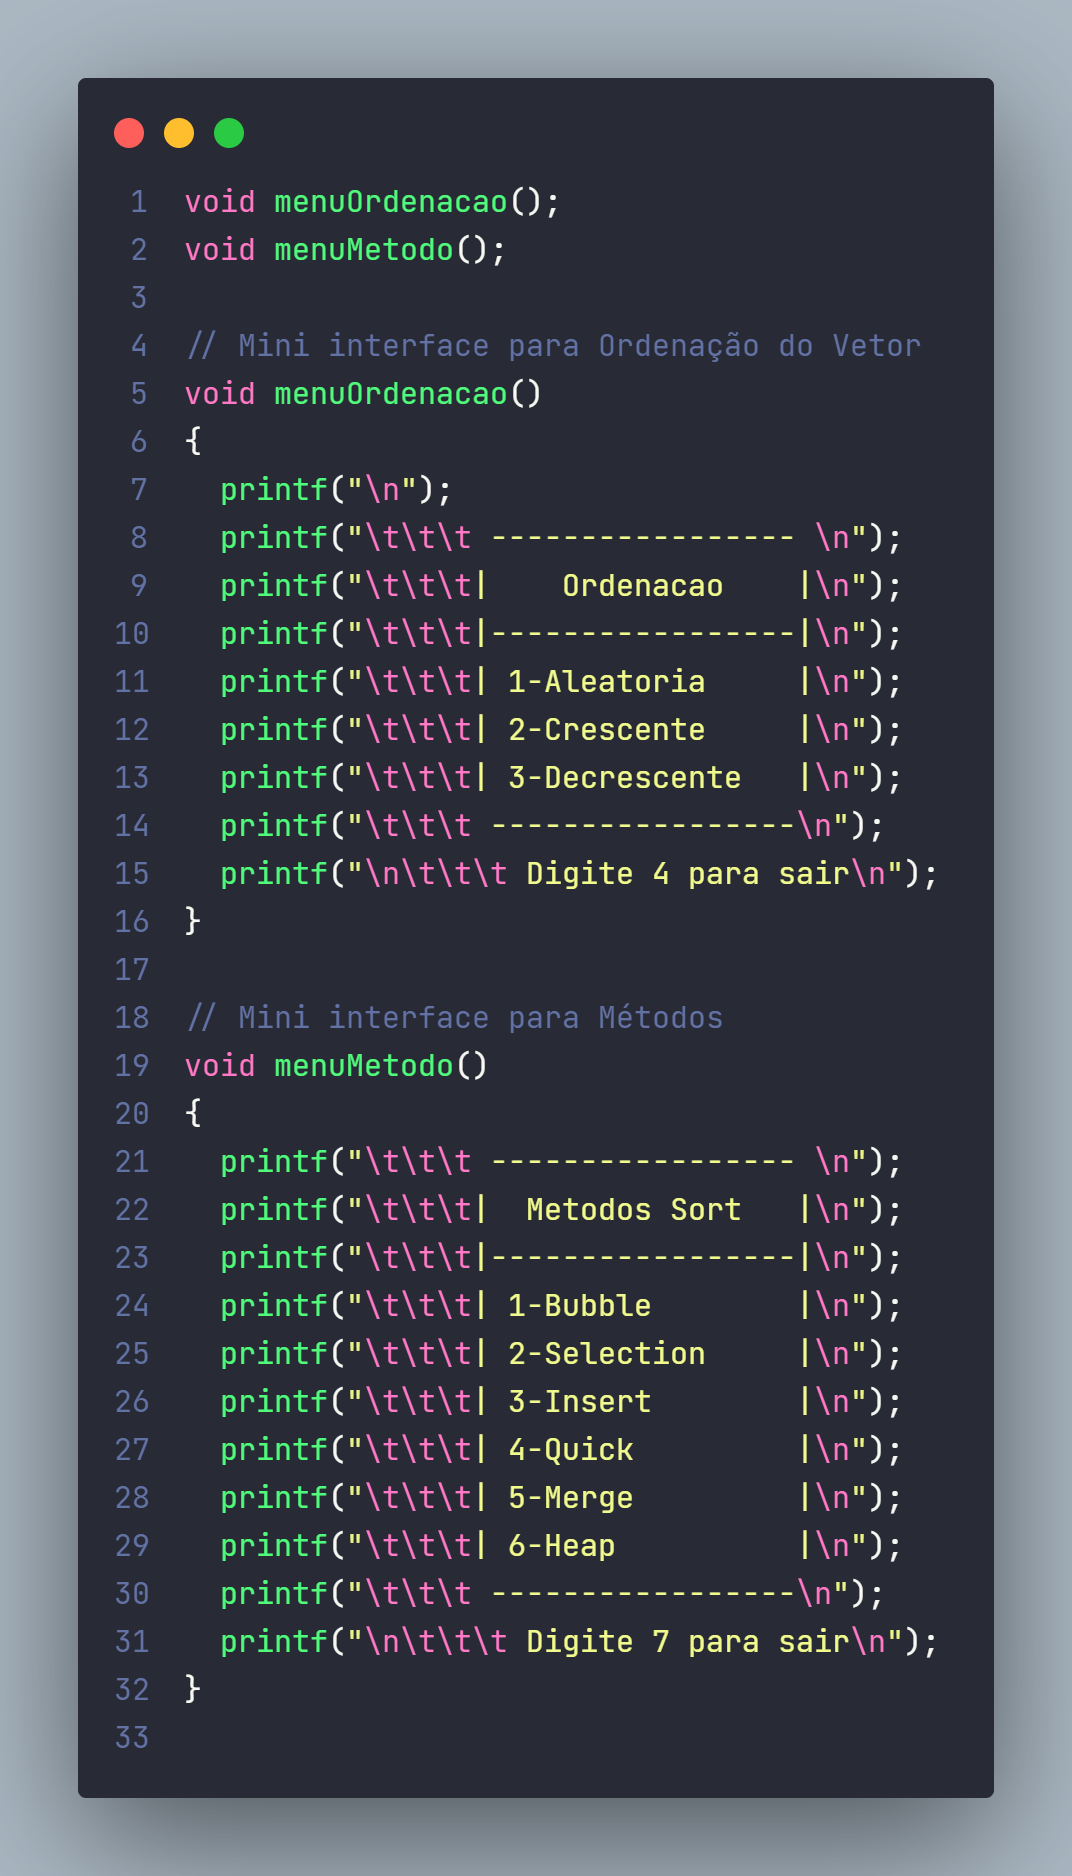 1 void menuOrdenacao();
2 void menuMetodo();
3
4 // Mini interface para Ordenação do Vetor
5 void menuOrdenacao()
6 {
7   printf("\n");
8   printf("\t\t\t ----------------- \n");
9   printf("\t\t\t|    Ordenacao    |\n");
10   printf("\t\t\t|-----------------|\n");
11   printf("\t\t\t| 1-Aleatoria     |\n");
12   printf("\t\t\t| 2-Crescente     |\n");
13   printf("\t\t\t| 3-Decrescente   |\n");
14   printf("\t\t\t -----------------\n");
15   printf("\n\t\t\t Digite 4 para sair\n");
16 }
17
18 // Mini interface para Métodos
19 void menuMetodo()
20 {
21   printf("\t\t\t ----------------- \n");
22   printf("\t\t\t|  Metodos Sort   |\n");
23   printf("\t\t\t|-----------------|\n");
24   printf("\t\t\t| 1-Bubble        |\n");
25   printf("\t\t\t| 2-Selection     |\n");
26   printf("\t\t\t| 3-Insert        |\n");
27   printf("\t\t\t| 4-Quick         |\n");
28   printf("\t\t\t| 5-Merge         |\n");
29   printf("\t\t\t| 6-Heap          |\n");
30   printf("\t\t\t -----------------\n");
31   printf("\n\t\t\t Digite 7 para sair\n");
32 }
33